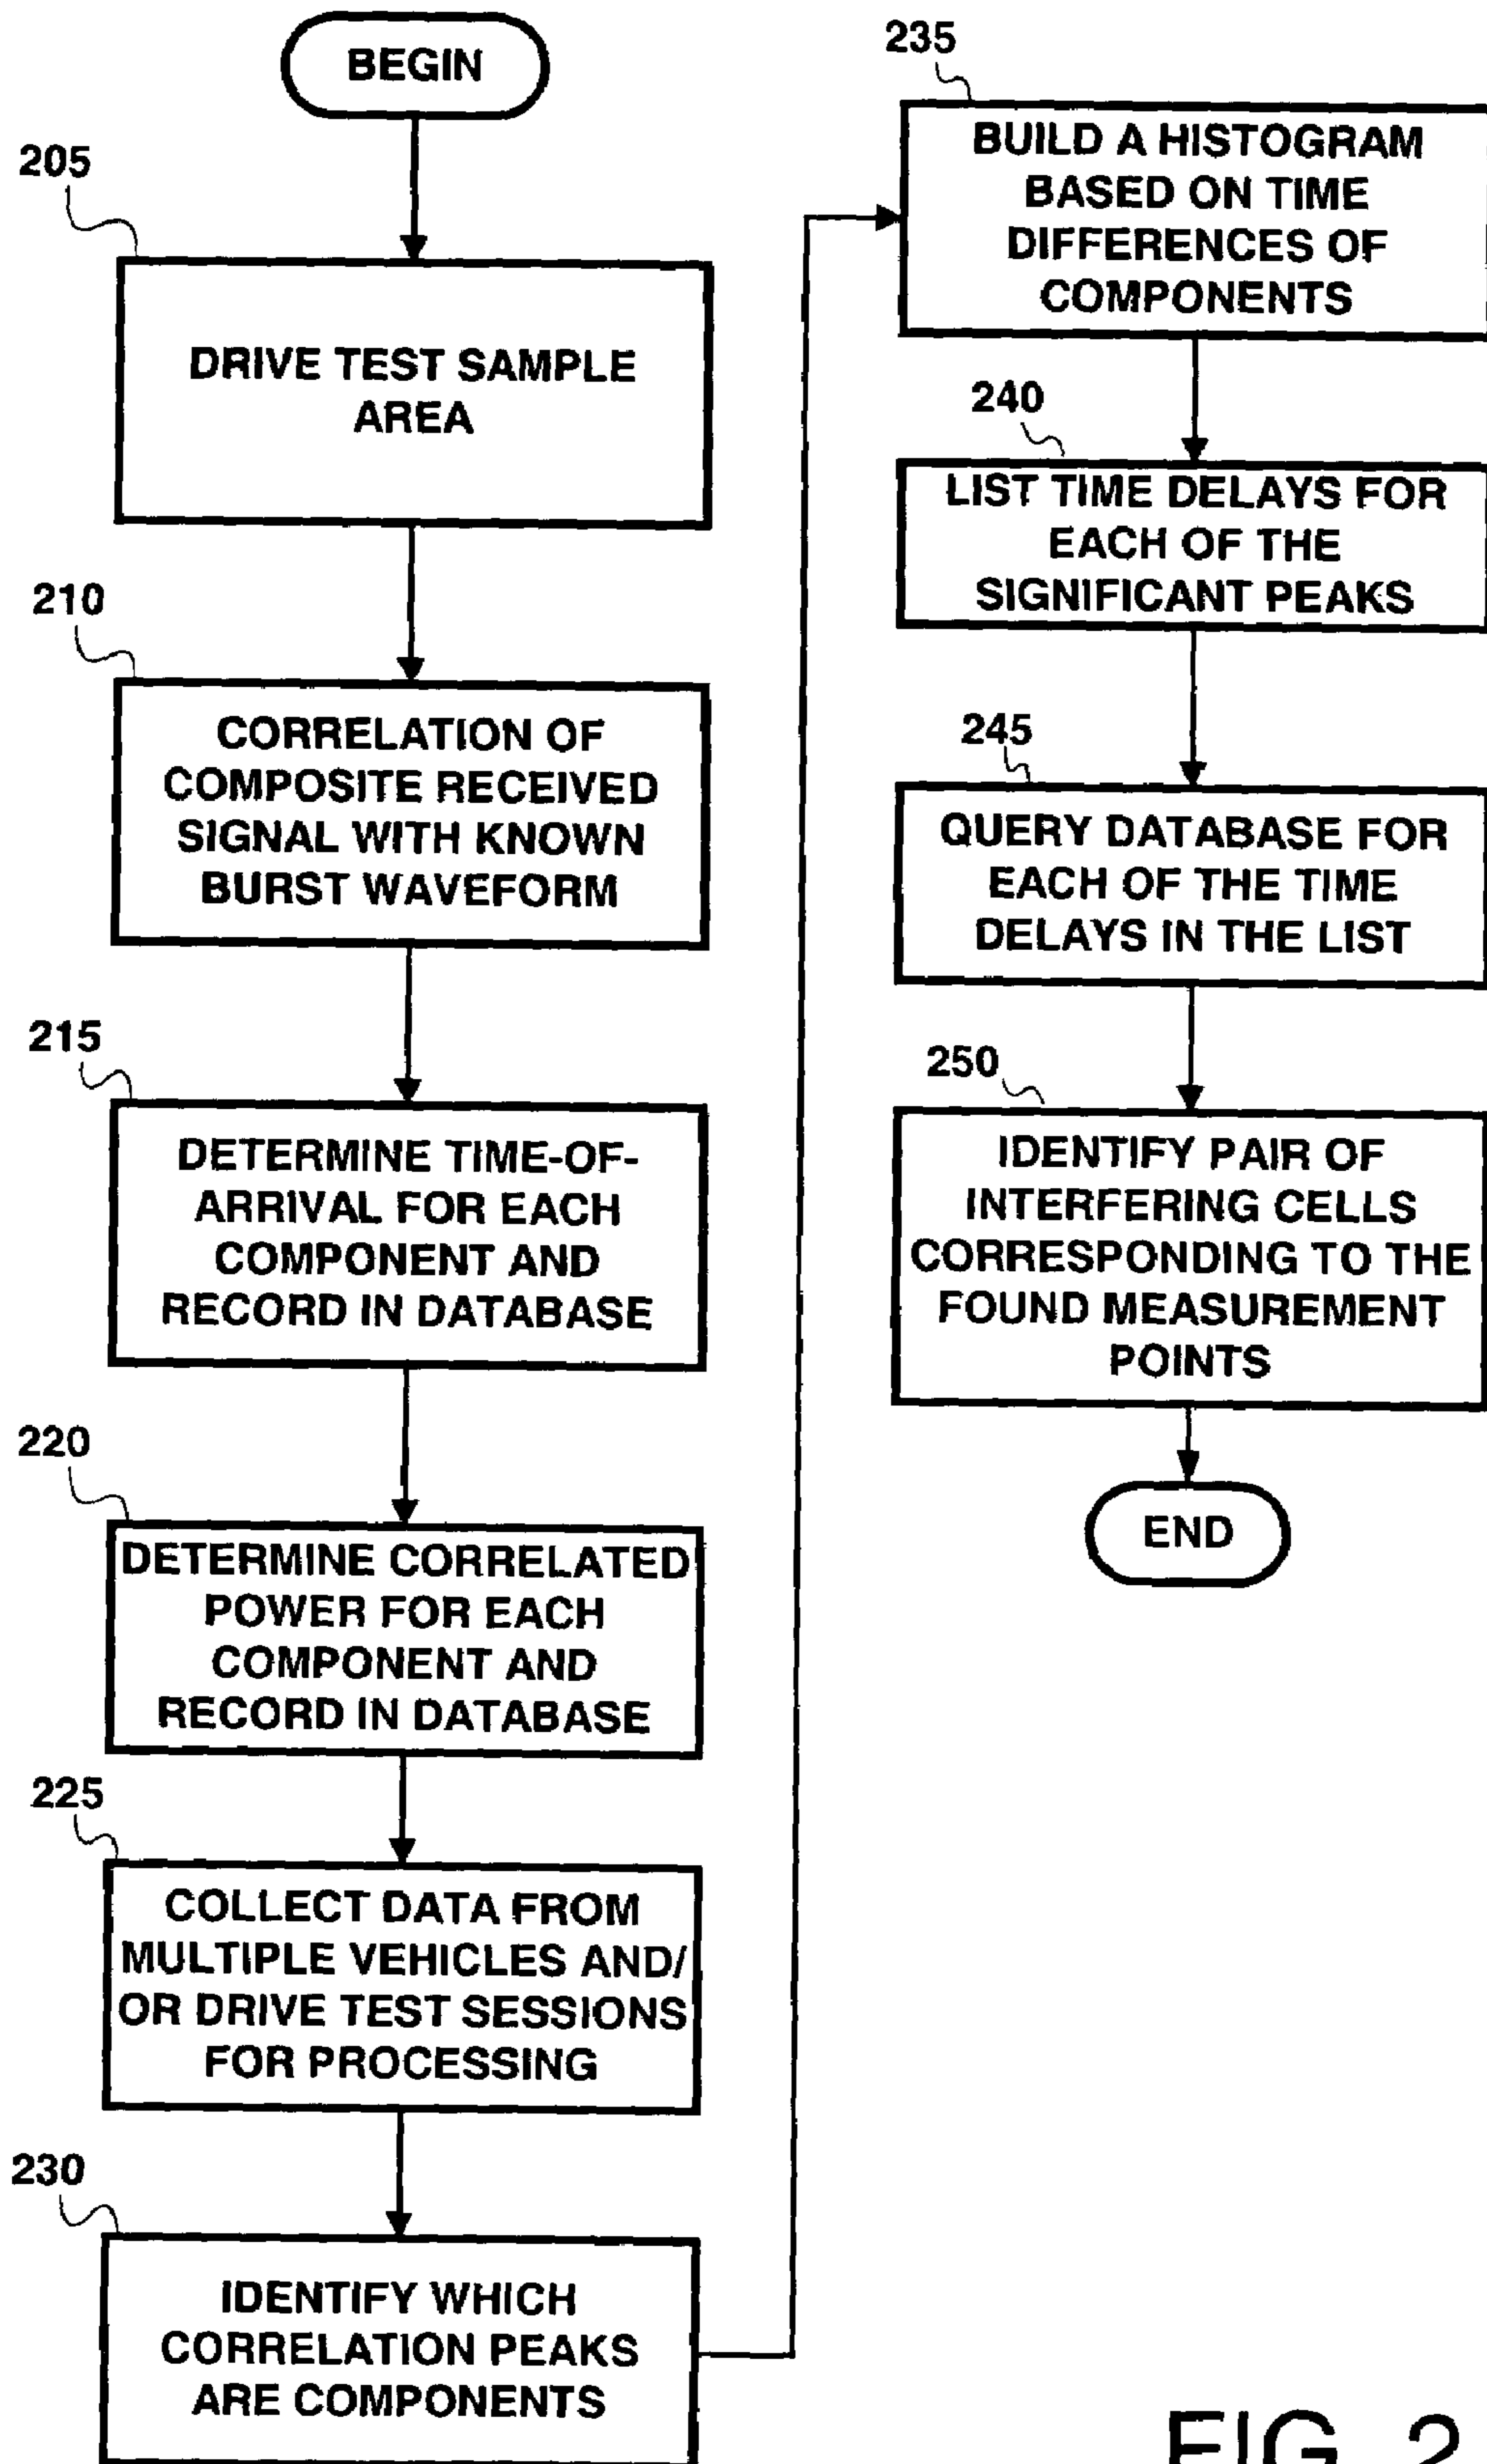 BEGIN
205
DRIVE TEST SAMPLE
AREA
210
CORRELATION OF
COMPOSITE RECEIVED
SIGNAL WITH KNOWN
BURST WAVEFORM
215
DETERMINE TIME-OF-
ARRIVAL FOR EACH
COMPONENT AND
RECORD IN DATABASE
220
DETERMINE CORRELATED
POWER FOR EACH
COMPONENT AND
RECORD IN DATABASE
225
COLLECT DATA FROM
MULTIPLE VEHICLES AND/
OR DRIVE TEST SESSIONS
FOR PROCESSING
230
IDENTIFY WHICH
CORRELATION PEAKS
ARE COMPONENTS
235
BUILD A HISTOGRAM
BASED ON TIME
DIFFERENCES OF
COMPONENTS
240
LIST TIME DELAYS FOR
EACH OF THE
SIGNIFICANT PEAKS
245
QUERY DATABASE FOR
EACH OF THE TIME
DELAYS IN THE LIST
250
IDENTIFY PAIR OF
INTERFERING CELLS
CORRESPONDING TO THE
FOUND MEASUREMENT
POINTS
END
FIG. 2